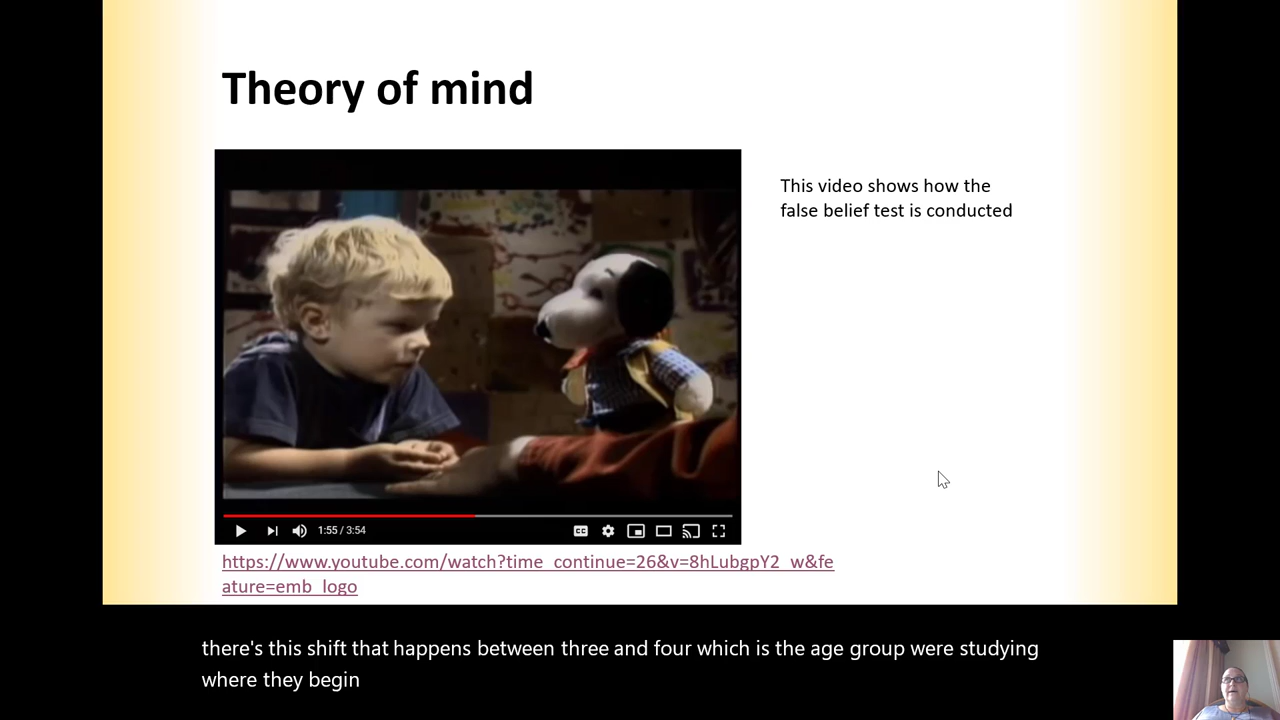 Theory of mind
This video shows how the
false belief test is conducted
CC
1:55 / 3:54
https://www.youtube.com/watch?time_continue=26&v=8hLubgpY2_w&fe
ature=emb_logo
there's this shift that happens between three and four which is the age group were studying
where they begin